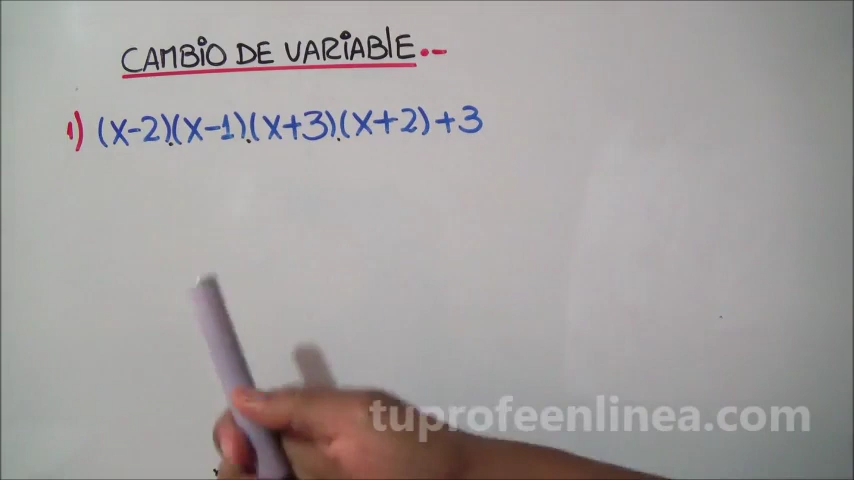 CAMBIO DE VARIABLE
1) (x-2)(x-1)(x+3)(x+2)+3
tuprofeenlinea.com